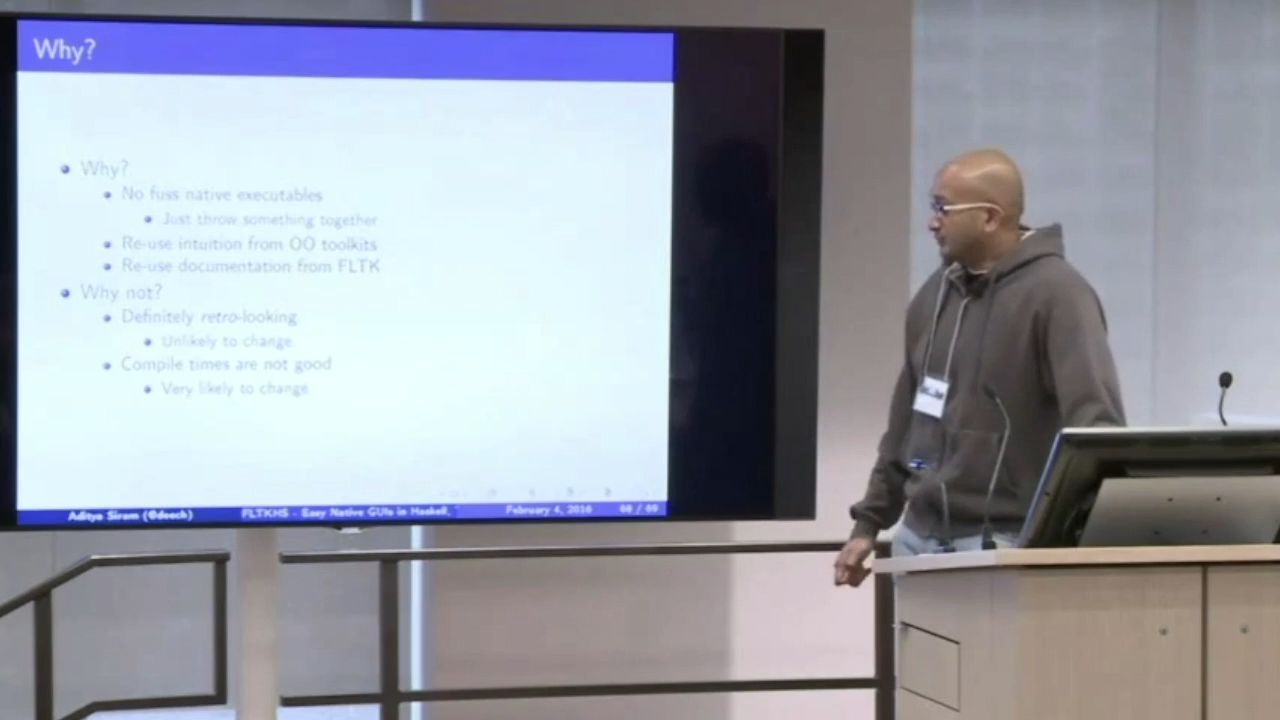 Why?
Why?
No fuss native executables
Just throw something together
Re-use intuition from OO toolkits
Re-use documentation from FLTK
Why not?
Definitely retro-looking
Unlikely to change
Compile times are not good
Very likely to change
Aditya Siram (@deech) FLTKHS - Easy Native GUIs in Haskell. February 4, 2016 68 / 69